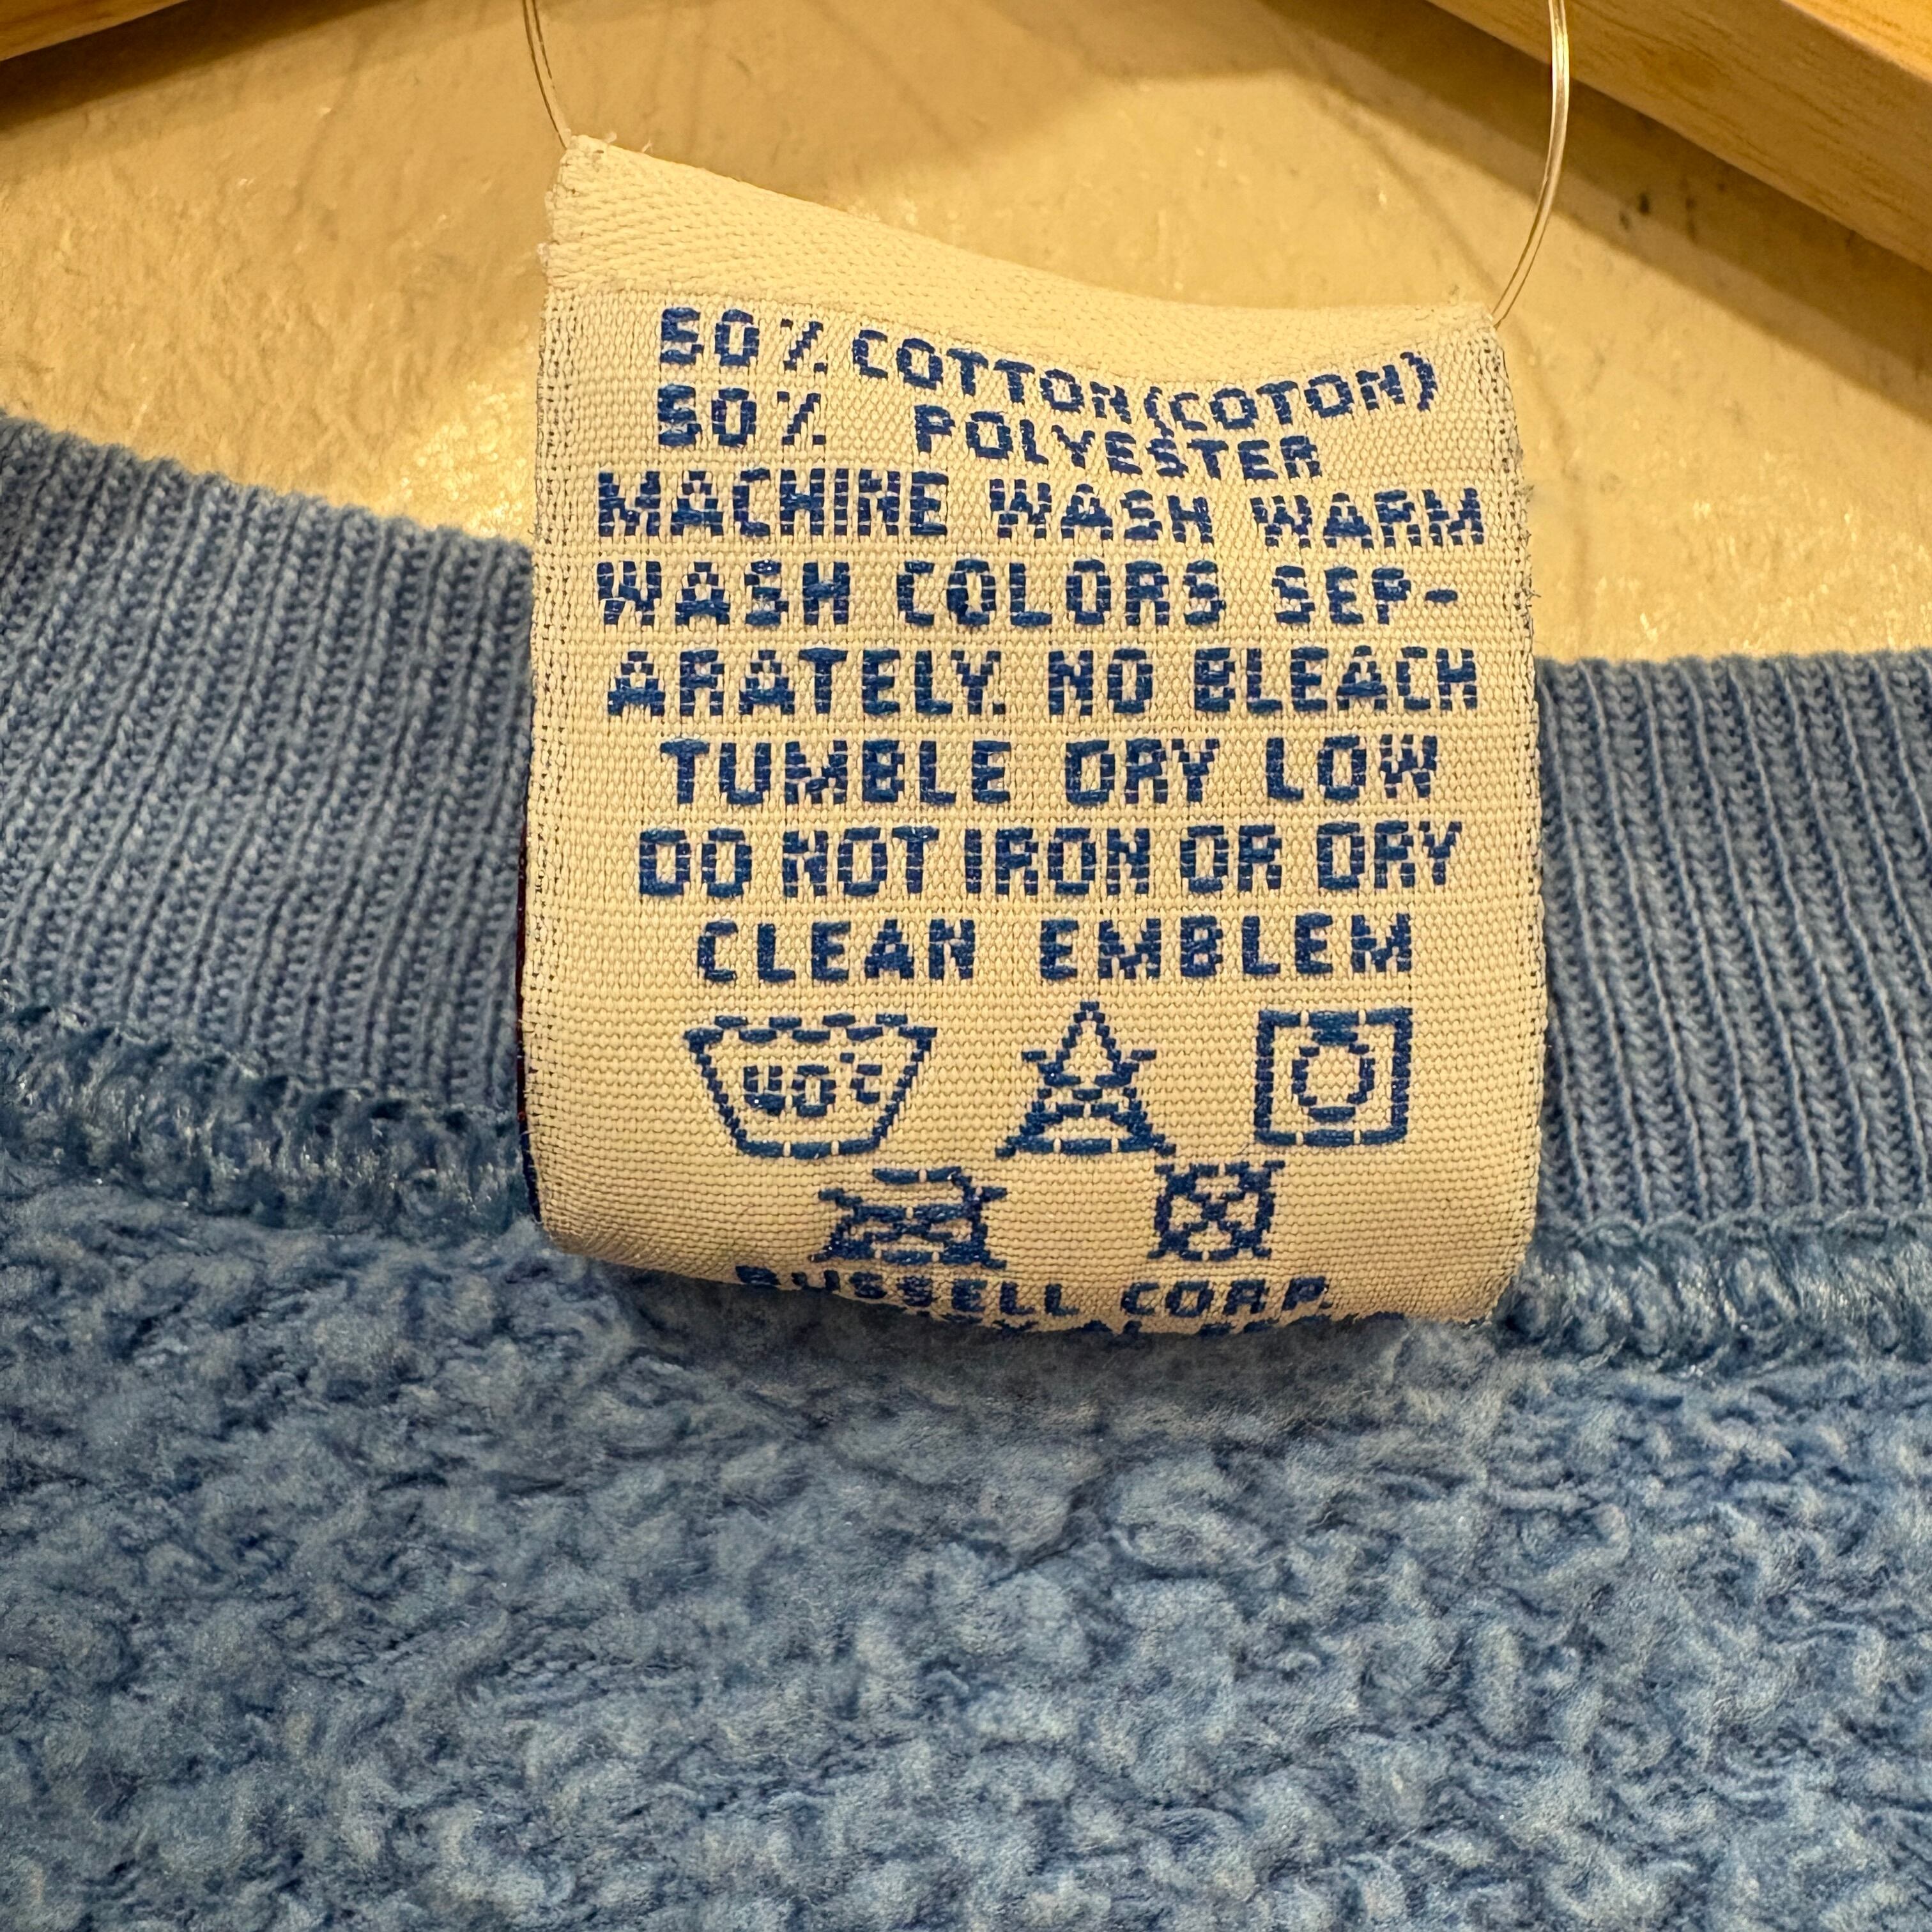 50% COTTON (COTON)
50% POLYESTER
MACHINE WASH WARM
WASH COLORS SEP-
ARATELY. NO BLEACH
TUMBLE DRY LOW
DO NOT IRON OR DRY
CLEAN EMBLEM
40°C
RUSSELL CORP.